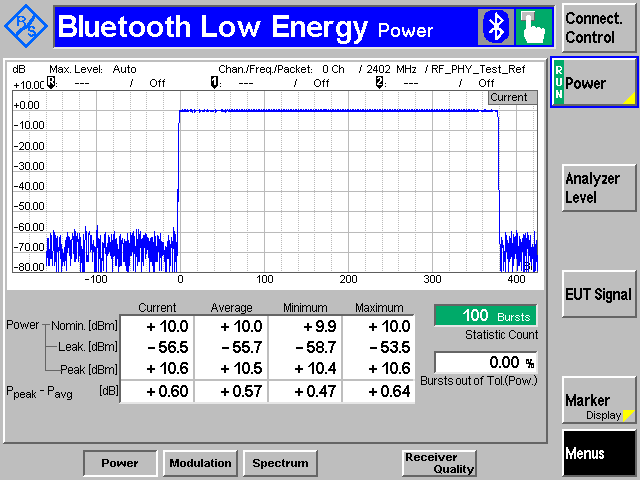 R S Bluetooth Low Energy Power
Connect. Control
dB Max. Level: Auto Chan./Freq./Packet: 0 Ch / 2402 MHz / RF_PHY_Test_Ref
R : --- / Off 1 : --- / Off 2 : --- / Off
Current
+10.00
+0.00
-10.00
-20.00
-30.00
-40.00
-50.00
-60.00
-70.00
-80.00
-100 0 100 200 300 400
RUN Power
Analyzer Level
EUT Signal
Marker
Display
Menus
Current Average Minimum Maximum
Power Nomin. [dBm] + 10.0 + 10.0 + 9.9 + 10.0
Leak. [dBm] - 56.5 - 55.7 - 58.7 - 53.5
Peak [dBm] + 10.6 + 10.5 + 10.4 + 10.6
Ppeak - Pavg [dB] + 0.60 + 0.57 + 0.47 + 0.64
100 Bursts
Statistic Count
0.00 %
Bursts out of Tol.(Pow.)
Power Modulation Spectrum Receiver Quality